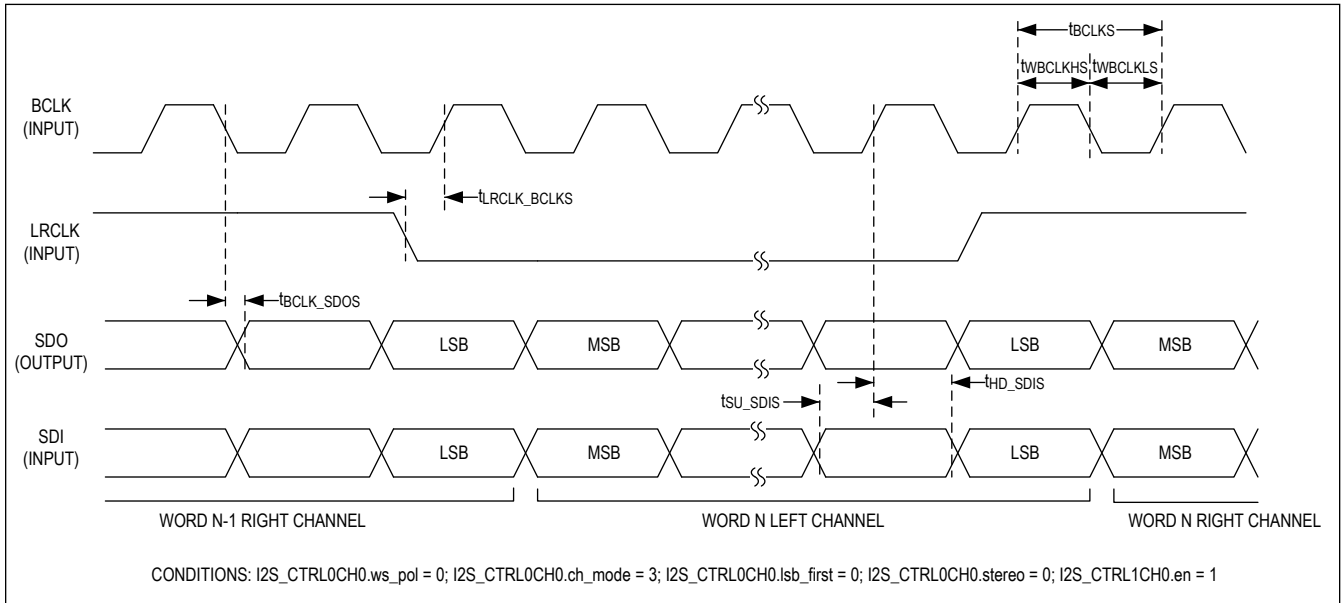 tBCLKS
tWBCLKHS tWBCLKLS
BCLK
(INPUT)
tLRCLK_BCLKS
LRCLK
(INPUT)
tBCLK_SDOS
SDO
(OUTPUT)
LSB MSB LSB MSB
tHD_SDIS
tSU_SDIS
SDI
(INPUT)
LSB MSB LSB MSB
WORD N-1 RIGHT CHANNEL WORD N LEFT CHANNEL WORD N RIGHT CHANNEL
CONDITIONS: I2S_CTRL0CH0.ws_pol = 0; I2S_CTRL0CH0.ch_mode = 3; I2S_CTRL0CH0.lsb_first = 0; I2S_CTRL0CH0.stereo = 0; I2S_CTRL1CH0.en = 1